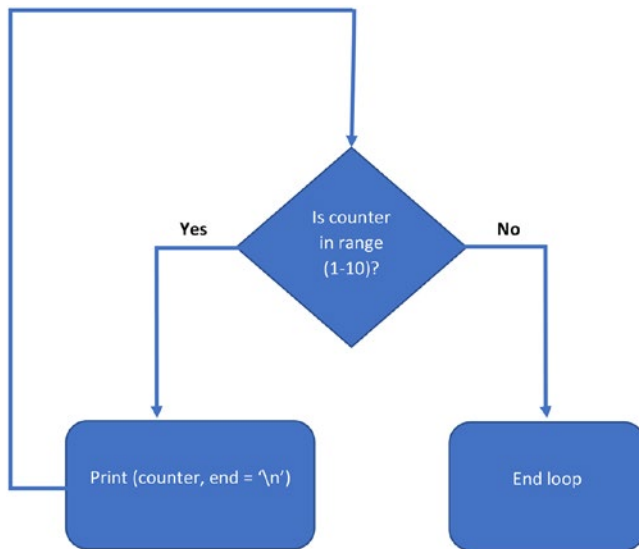 Is counter
in range
(1-10)?
Yes
No
Print (counter, end = ‘\n’)
End loop